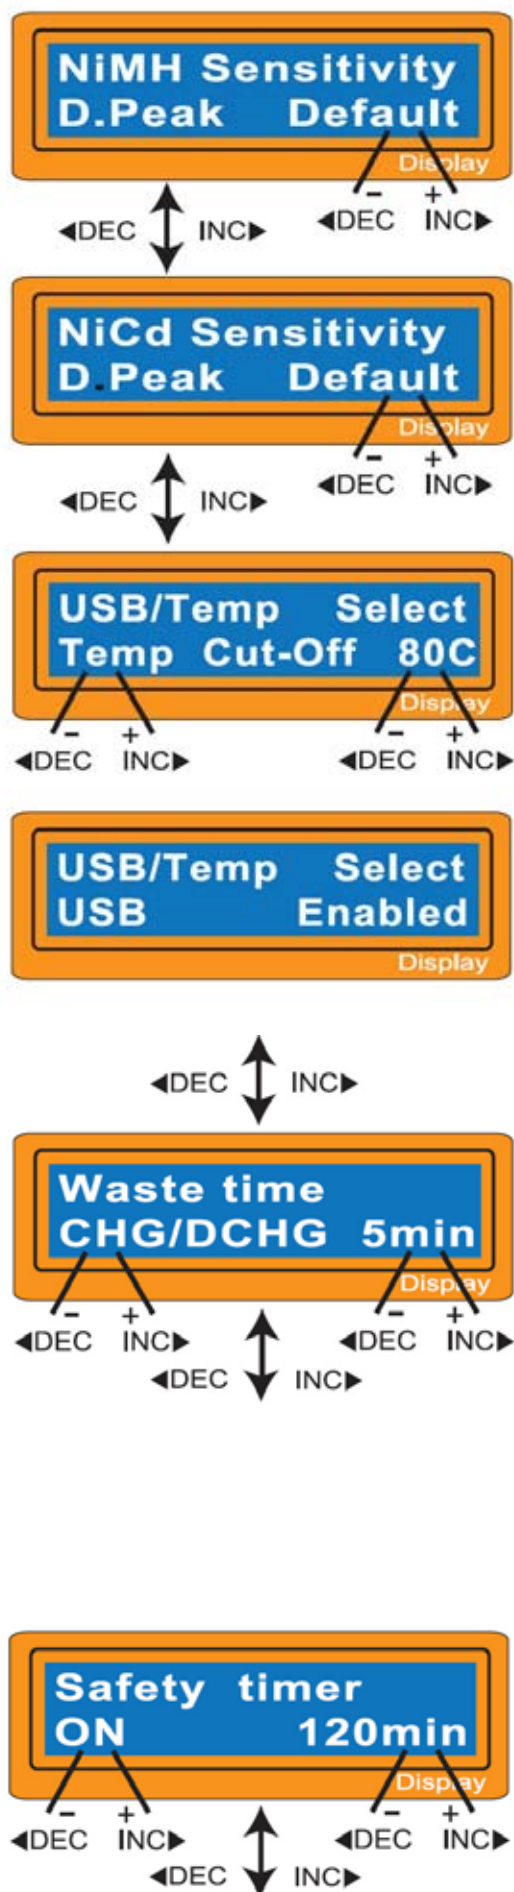 NiMH Sensitivity
D.Peak Default
Display
- +
◀DEC INC▶ ◀DEC INC▶
NiCd Sensitivity
D.Peak Default
Display
- +
◀DEC INC▶ ◀DEC INC▶
USB/Temp Select
Temp Cut-Off 80C
Display
- + - +
◀DEC INC▶ ◀DEC INC▶
USB/Temp Select
USB Enabled
Display
◀DEC INC▶
Waste time
CHG/DCHG 5min
Display
- + - +
◀DEC INC▶ ◀DEC INC▶
◀DEC INC▶
Safety timer
ON 120min
Display
- + - +
◀DEC INC▶ ◀DEC INC▶
◀DEC INC▶